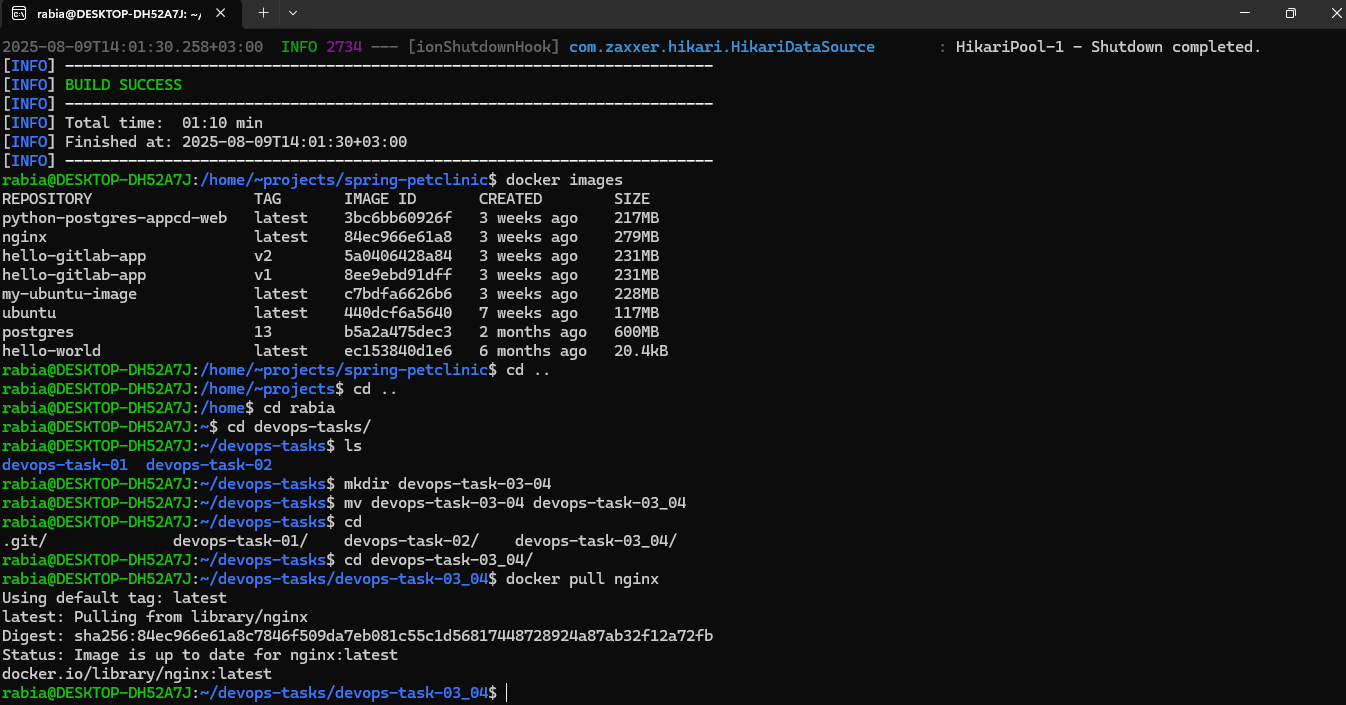 rabia@DESKTOP-DH52A7J: ~/
2025-08-09T14:01:30.258+03:00  INFO 2734 --- [ionShutdownHook] com.zaxxer.hikari.HikariDataSource       : HikariPool-1 - Shutdown completed.
[INFO] ------------------------------------------------------------------------
[INFO] BUILD SUCCESS
[INFO] ------------------------------------------------------------------------
[INFO] Total time:  01:10 min
[INFO] Finished at: 2025-08-09T14:01:30+03:00
[INFO] ------------------------------------------------------------------------
rabia@DESKTOP-DH52A7J:/home/~projects/spring-petclinic$ docker images
REPOSITORY                  TAG       IMAGE ID       CREATED        SIZE
python-postgres-appcd-web   latest    3bc6bb60926f   3 weeks ago    217MB
nginx                       latest    84ec966e61a8   3 weeks ago    279MB
hello-gitlab-app            v2        5a0406428a84   3 weeks ago    231MB
hello-gitlab-app            v1        8ee9ebd91dff   3 weeks ago    231MB
my-ubuntu-image             latest    c7bdfa6626b6   3 weeks ago    228MB
ubuntu                      latest    440dcf6a5640   7 weeks ago    117MB
postgres                    13        b5a2a475dec3   2 months ago   600MB
hello-world                 latest    ec153840d1e6   6 months ago   20.4kB
rabia@DESKTOP-DH52A7J:/home/~projects/spring-petclinic$ cd ..
rabia@DESKTOP-DH52A7J:/home/~projects$ cd ..
rabia@DESKTOP-DH52A7J:/home$ cd rabia
rabia@DESKTOP-DH52A7J:~$ cd devops-tasks/
rabia@DESKTOP-DH52A7J:~/devops-tasks$ ls
devops-task-01  devops-task-02
rabia@DESKTOP-DH52A7J:~/devops-tasks$ mkdir devops-task-03-04
rabia@DESKTOP-DH52A7J:~/devops-tasks$ mv devops-task-03-04 devops-task-03_04
rabia@DESKTOP-DH52A7J:~/devops-tasks$ cd
.git/              devops-task-01/    devops-task-02/    devops-task-03_04/
rabia@DESKTOP-DH52A7J:~/devops-tasks$ cd devops-task-03_04/
rabia@DESKTOP-DH52A7J:~/devops-tasks/devops-task-03_04$ docker pull nginx
Using default tag: latest
latest: Pulling from library/nginx
Digest: sha256:84ec966e61a8c7846f509da7eb081c55c1d56817448728924a87ab32f12a72fb
Status: Image is up to date for nginx:latest
docker.io/library/nginx:latest
rabia@DESKTOP-DH52A7J:~/devops-tasks/devops-task-03_04$